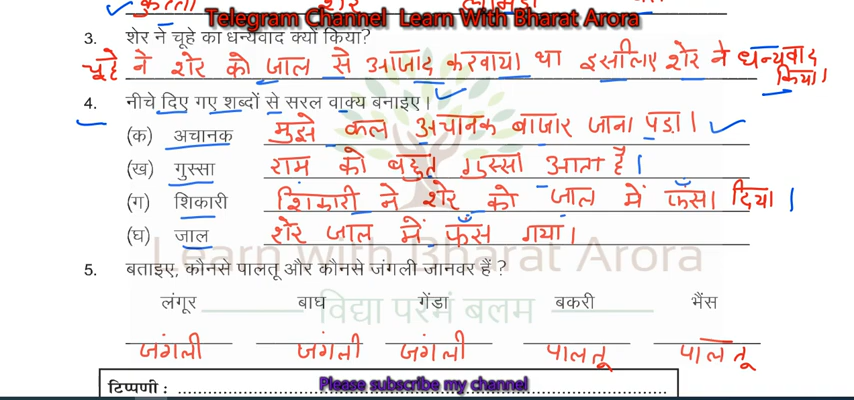 कुत्ता शेर
Telegram Channel Learn With Bharat Arora
3. शेर ने चूहे का धन्यवाद क्यों किया?
चूहे ने शेर को जाल से आजाद करवाया था इसीलिए शेर ने धन्यवाद किया।
4. नीचे दिए गए शब्दों से सरल वाक्य बनाइए।
(क) अचानक मुझे कल अचानक बाजार जाना पडा।
(ख) गुस्सा राम को बहुत गुस्सा आता है।
(ग) शिकारी शिकारी ने शेर को जाल में फँसा दिया।
(घ) जाल शेर जाल में फँस गया।
Learn with Bharat Arora
5. बताइए, कौनसे पालतू और कौनसे जंगली जानवर हैं?
लंगूर बाघ गेंडा बकरी भैंस
विद्या परमं बलम
जंगली जंगली जंगली पालतू पालतू
टिप्पणी :
Please subscribe my channel